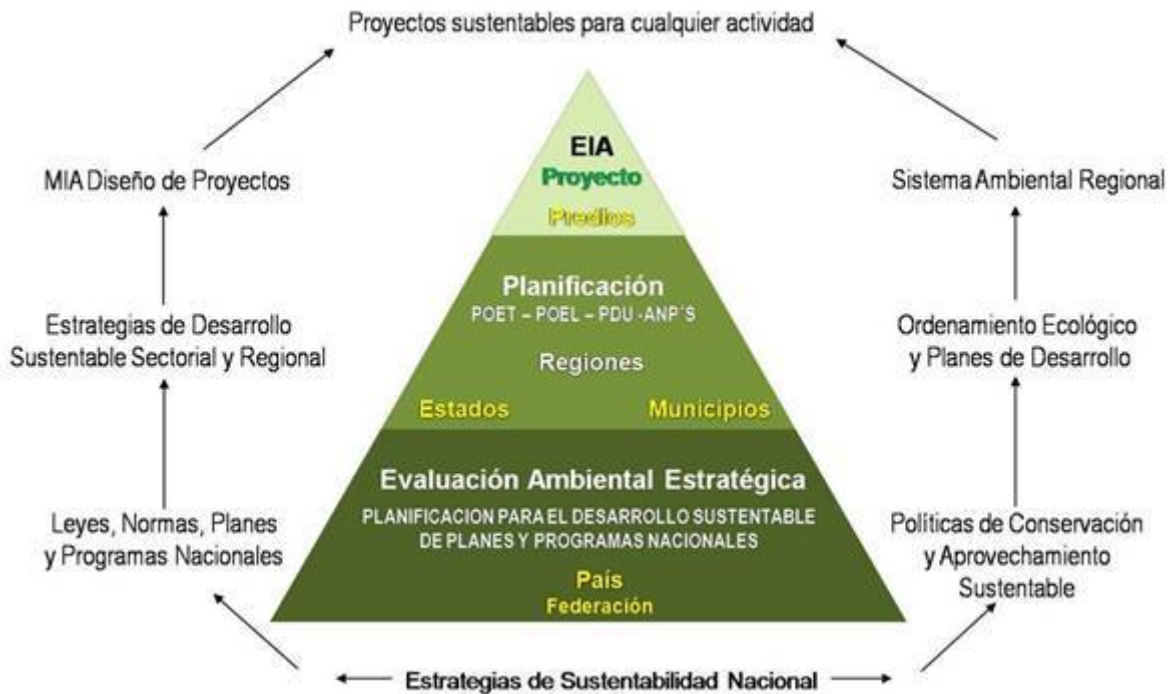 Proyectos sustentables para cualquier actividad
EIA
Proyecto
Predios
MIA Diseño de Proyectos
Sistema Ambiental Regional
Planificación
POET – POEL – PDU -ANP´S
Regiones
Estados
Municipios
Estrategias de Desarrollo
Sustentable Sectorial y Regional
Ordenamiento Ecológico
y Planes de Desarrollo
Evaluación Ambiental Estratégica
PLANIFICACION PARA EL DESARROLLO SUSTENTABLE
DE PLANES Y PROGRAMAS NACIONALES
País
Federación
Leyes, Normas, Planes
y Programas Nacionales
Políticas de Conservación
y Aprovechamiento
Sustentable
Estrategias de Sustentabilidad Nacional